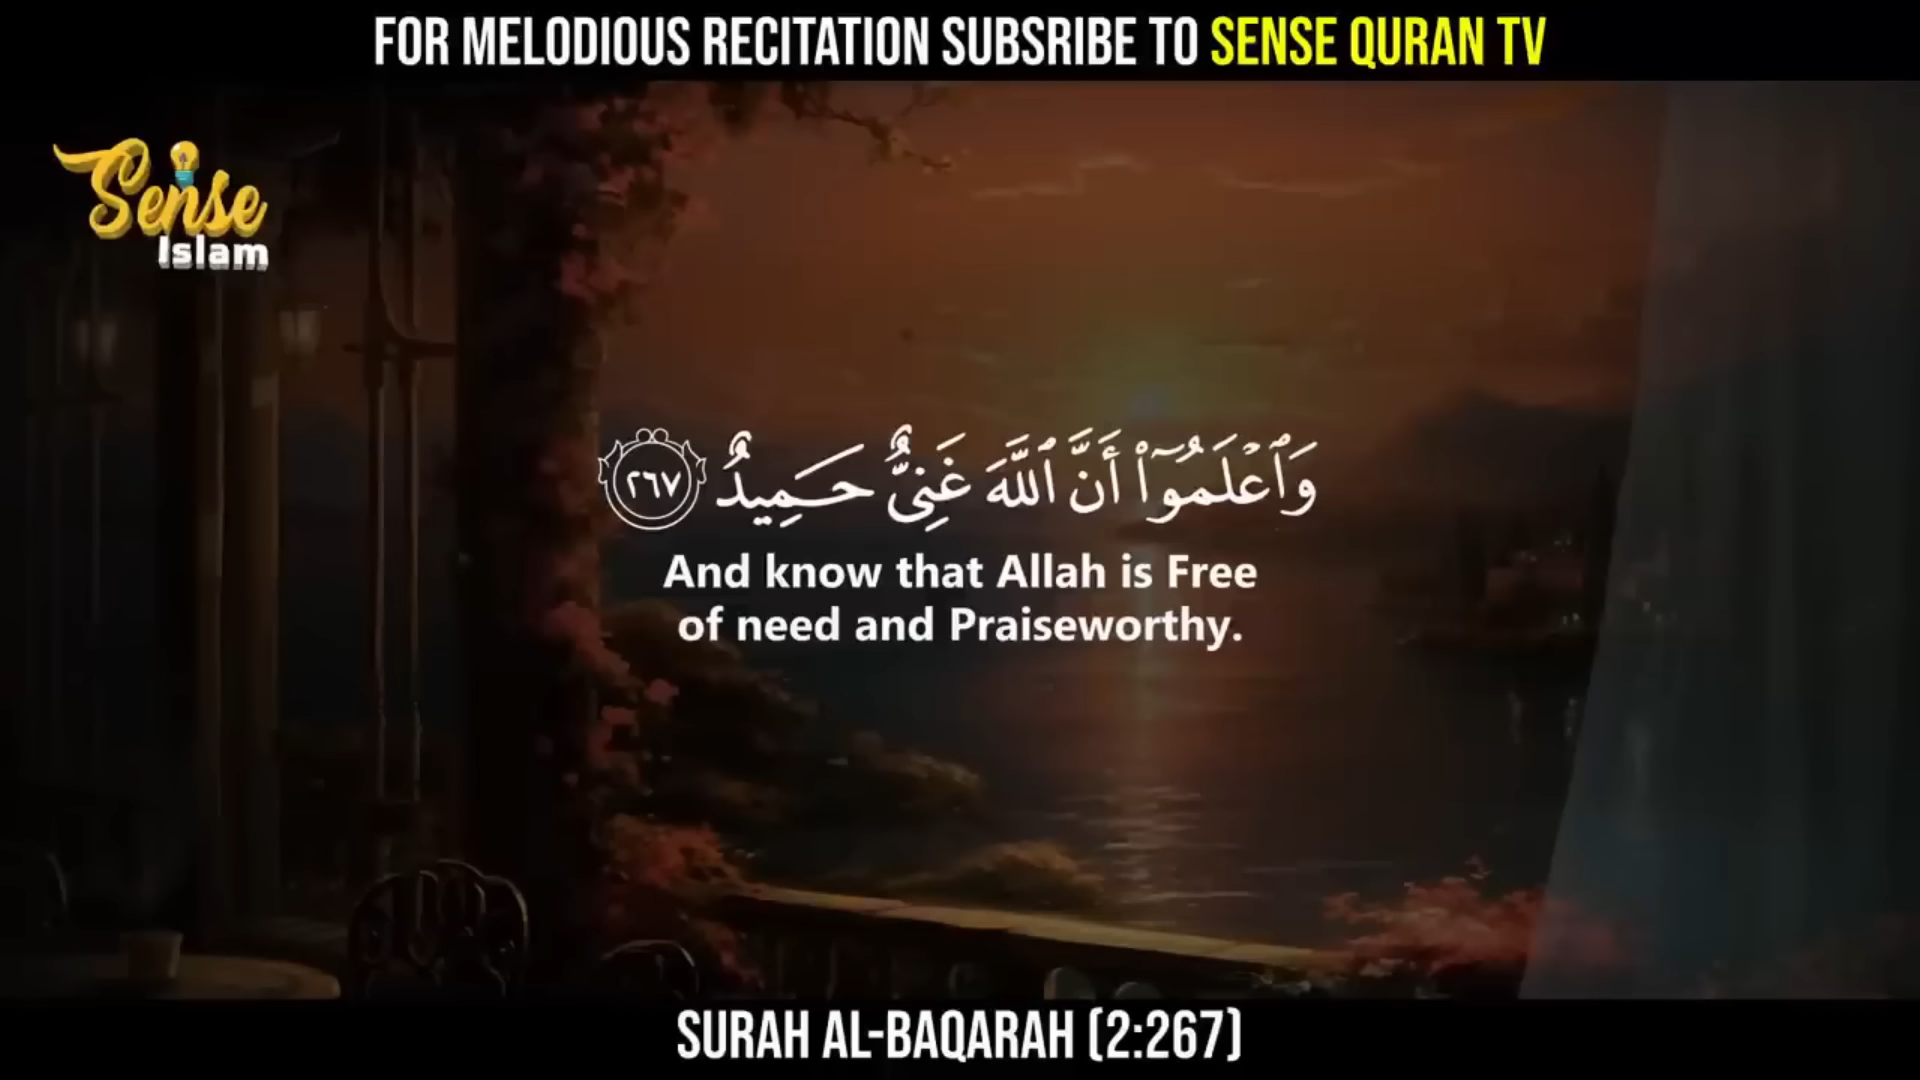 FOR MELODIOUS RECITATION SUBSRIBE TO SENSE QURAN TV
Sense
Islam
وَٱعْلَمُوٓا۟ أَنَّ ٱللَّهَ غَنِىٌّ حَمِيدٌ ٢٦٧
And know that Allah is Free
of need and Praiseworthy.
SURAH AL-BAQARAH (2:267)